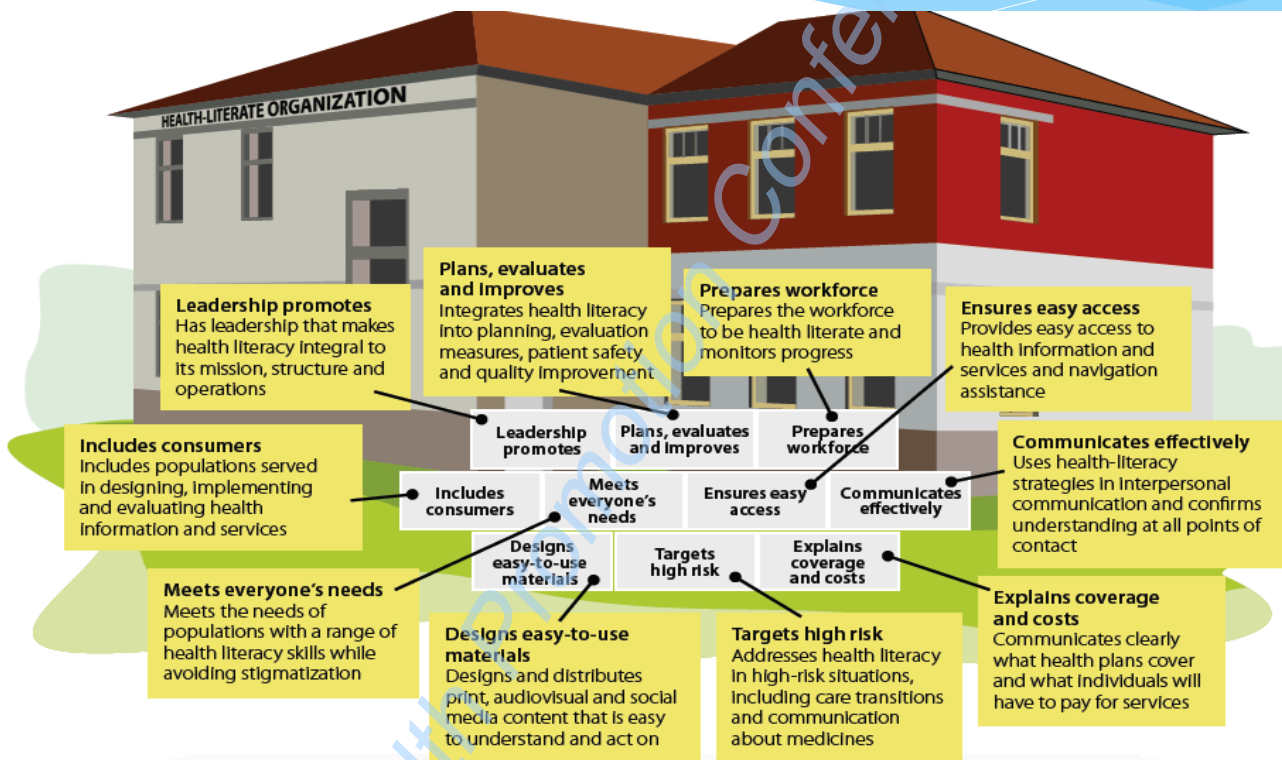 HEALTH-LITERATE ORGANIZATION
Leadership promotes
Has leadership that makes
health literacy integral to
its mission, structure and
operations
Plans, evaluates
and improves
Integrates health literacy
into planning, evaluation
measures, patient safety
and quality improvement
Prepares workforce
Prepares the workforce
to be health literate and
monitors progress
Ensures easy access
Provides easy access to
health information and
services and navigation
assistance
Includes consumers
Includes populations served
in designing, implementing
and evaluating health
information and services
Leadership
promotes
Plans, evaluates
and improves
Prepares
workforce
Includes
consumers
Meets
everyone's
needs
Ensures easy
access
Communicates
effectively
Designs
easy-to-use
materials
Targets
high risk
Explains
coverage
and costs
Communicates effectively
Uses health-literacy
strategies in interpersonal
communication and confirms
understanding at all points of
contact
Meets everyone's needs
Meets the needs of
populations with a range of
health literacy skills while
avoiding stigmatization
Designs easy-to-use
materials
Designs and distributes
print, audiovisual and social
media content that is easy
to understand and act on
Targets high risk
Addresses health literacy
in high-risk situations,
including care transitions
and communication
about medicines
Explains coverage
and costs
Communicates clearly
what health plans cover
and what individuals will
have to pay for services
Promotion